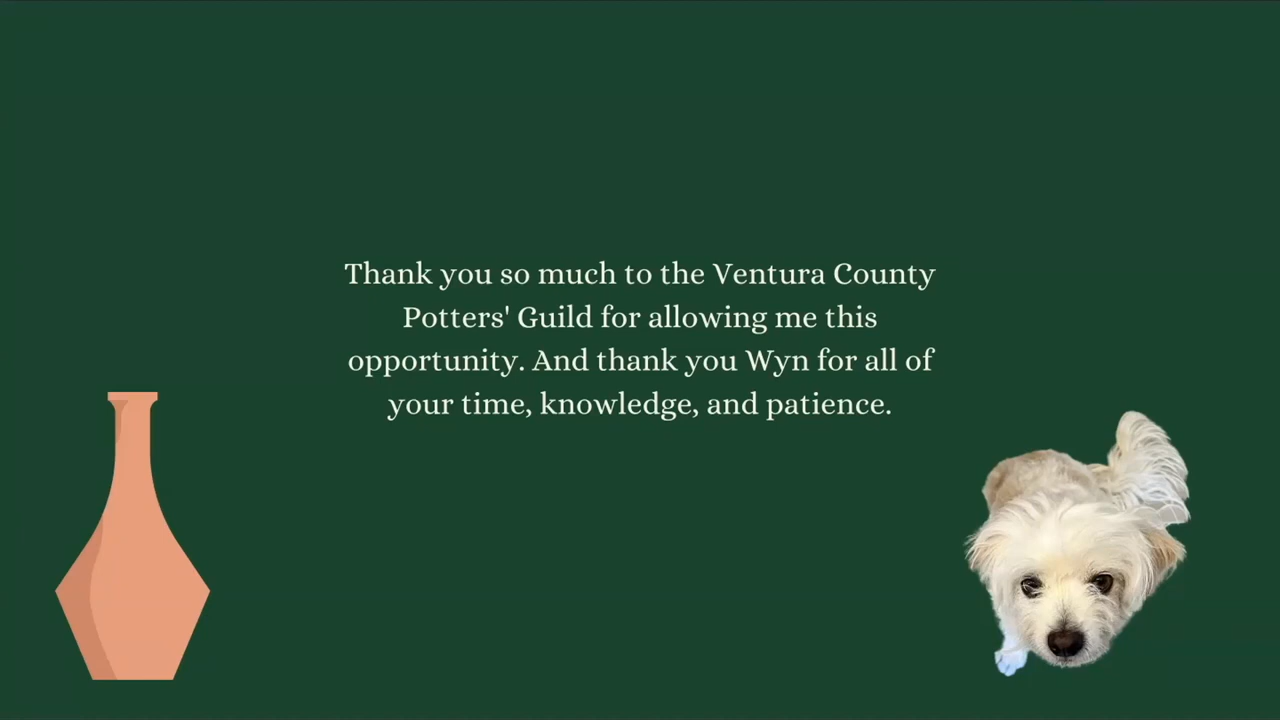 Thank you so much to the Ventura County
Potters' Guild for allowing me this
opportunity. And thank you Wyn for all of
your time, knowledge, and patience.